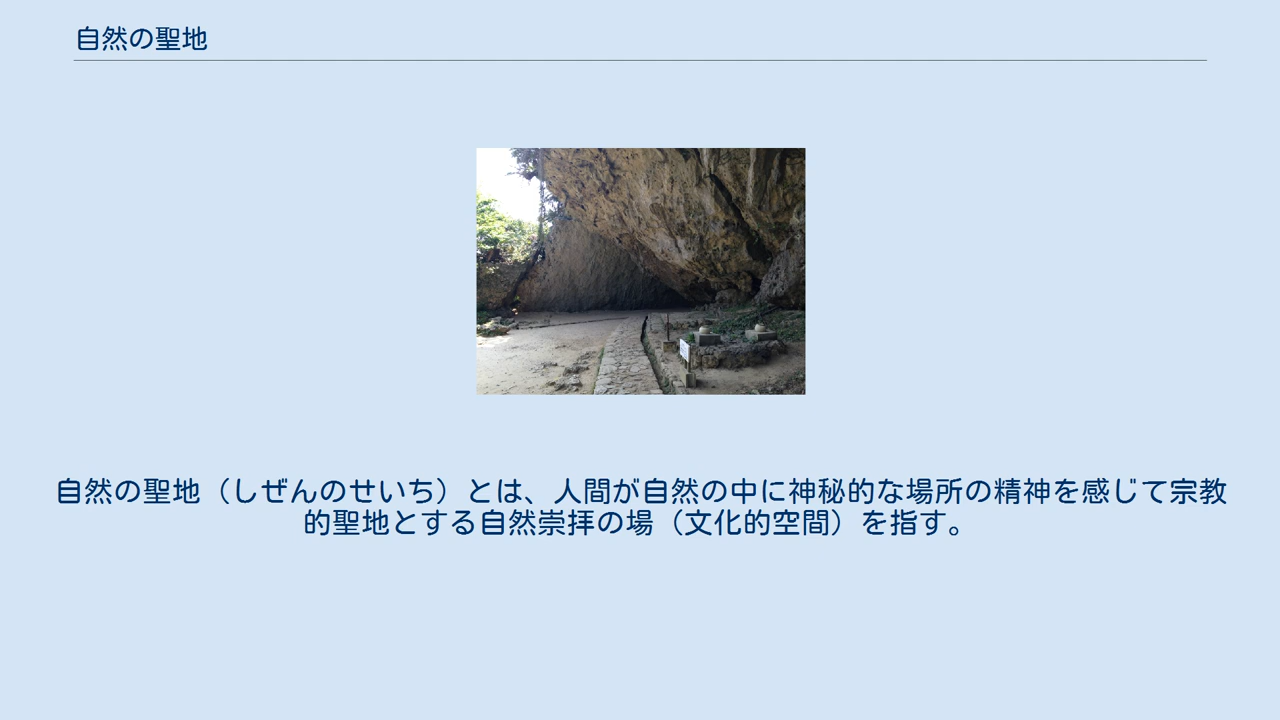 自然の聖地
自然の聖地（しぜんのせいち）とは、人間が自然の中に神秘的な場所の精神を感じて宗教
的聖地とする自然崇拝の場（文化的空間）を指す。